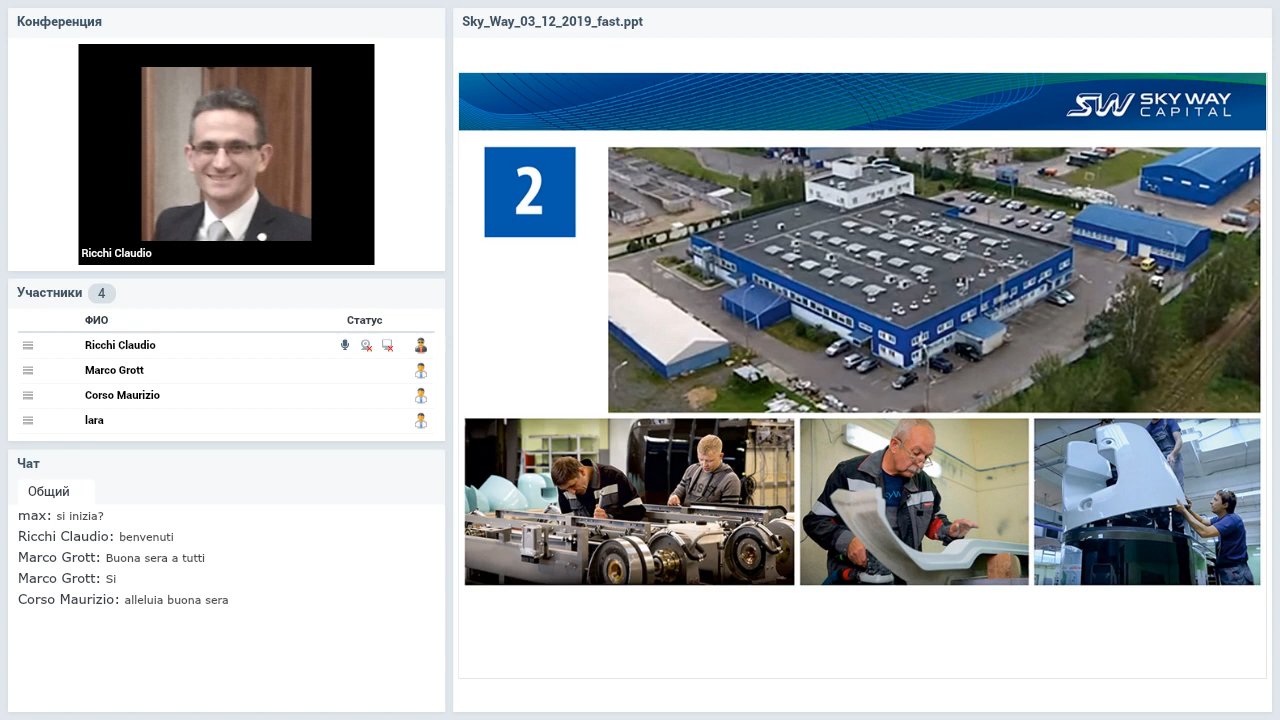 Конференция
Ricchi Claudio
Участники 4
ФИО Статус
Ricchi Claudio
Marco Grott
Corso Maurizio
lara
Чат
Общий
max: si inizia?
Ricchi Claudio: benvenuti
Marco Grott: Buona sera a tutti
Marco Grott: Si
Corso Maurizio: alleluia buona sera
Sky_Way_03_12_2019_fast.ppt
SW SKY WAY
CAPITAL
2